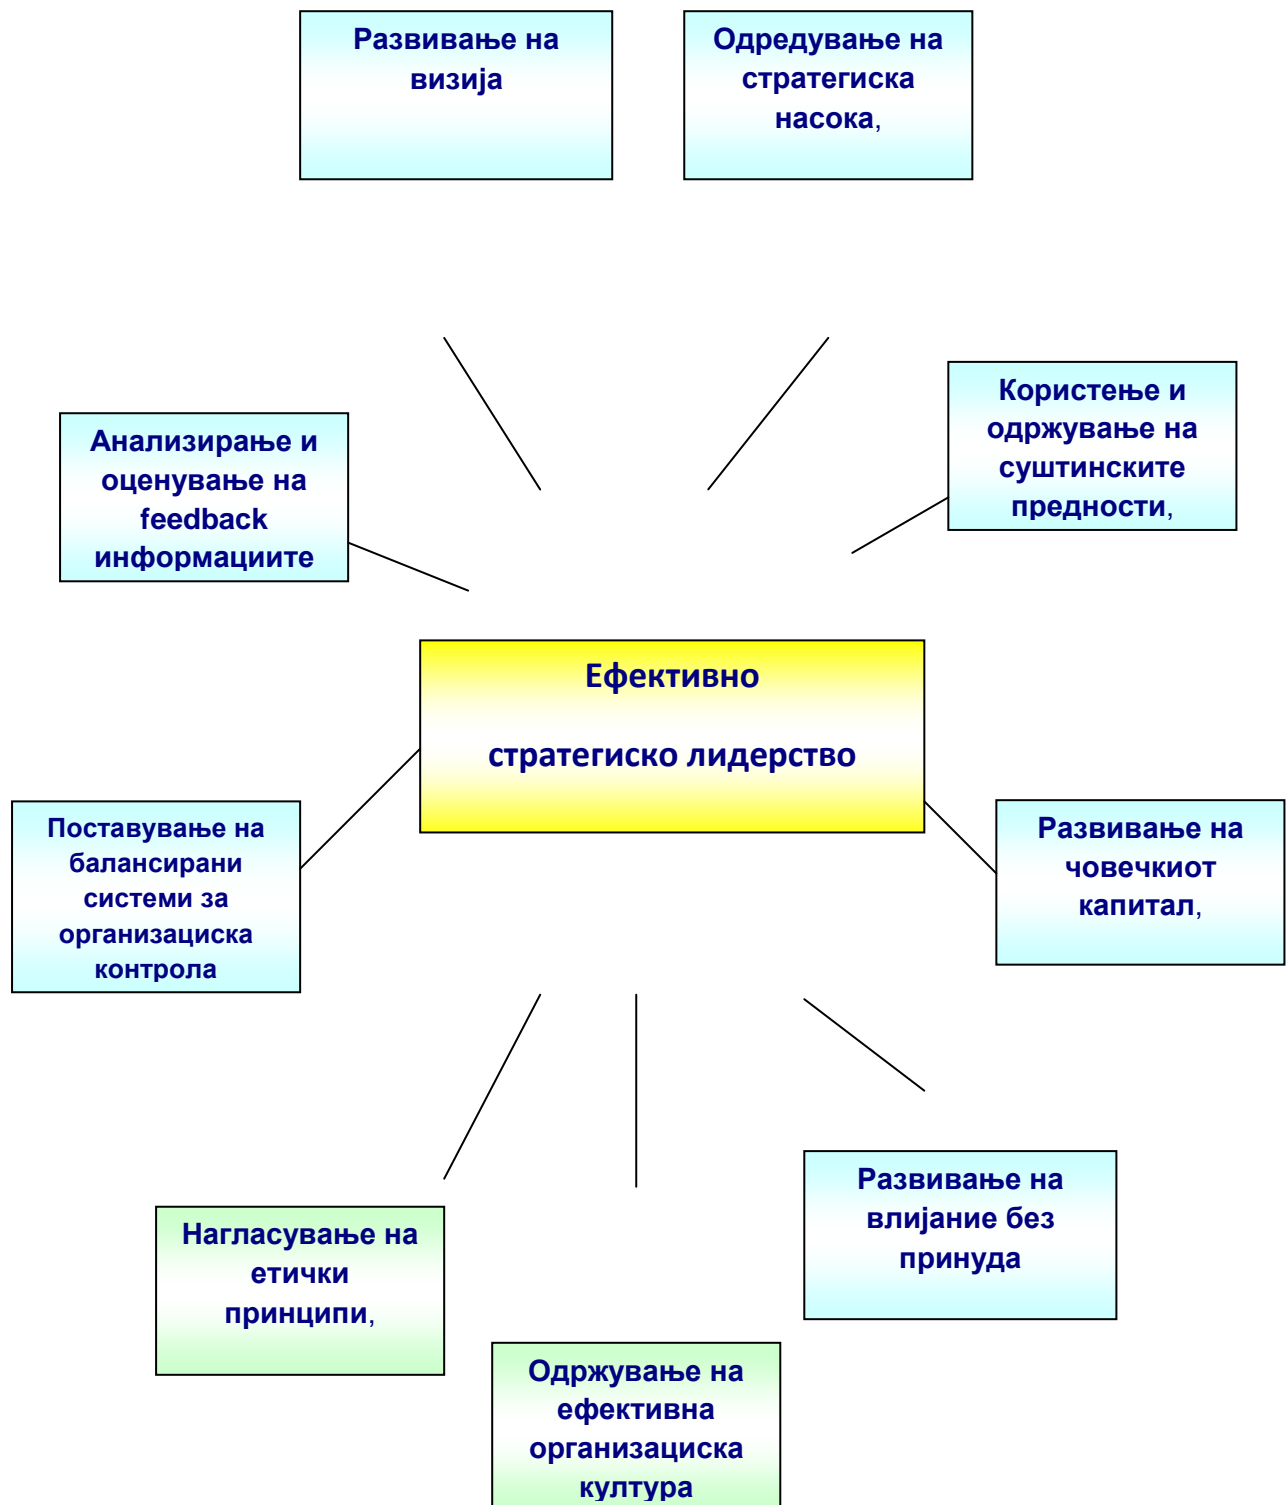 Развивање на
визија
Одредување на
стратегиска
насока,
Користење и
одржување на
суштинските
предности,
Анализирање и
оценување на
feedback
информациите
Ефективно
стратегиско лидерство
Поставување на
балансирани
системи за
организациска
контрола
Развивање на
човечкиот
капитал,
Развивање на
влијание без
принуда
Нагласување на
етички
принципи,
Одржување на
ефективна
организациска
култура